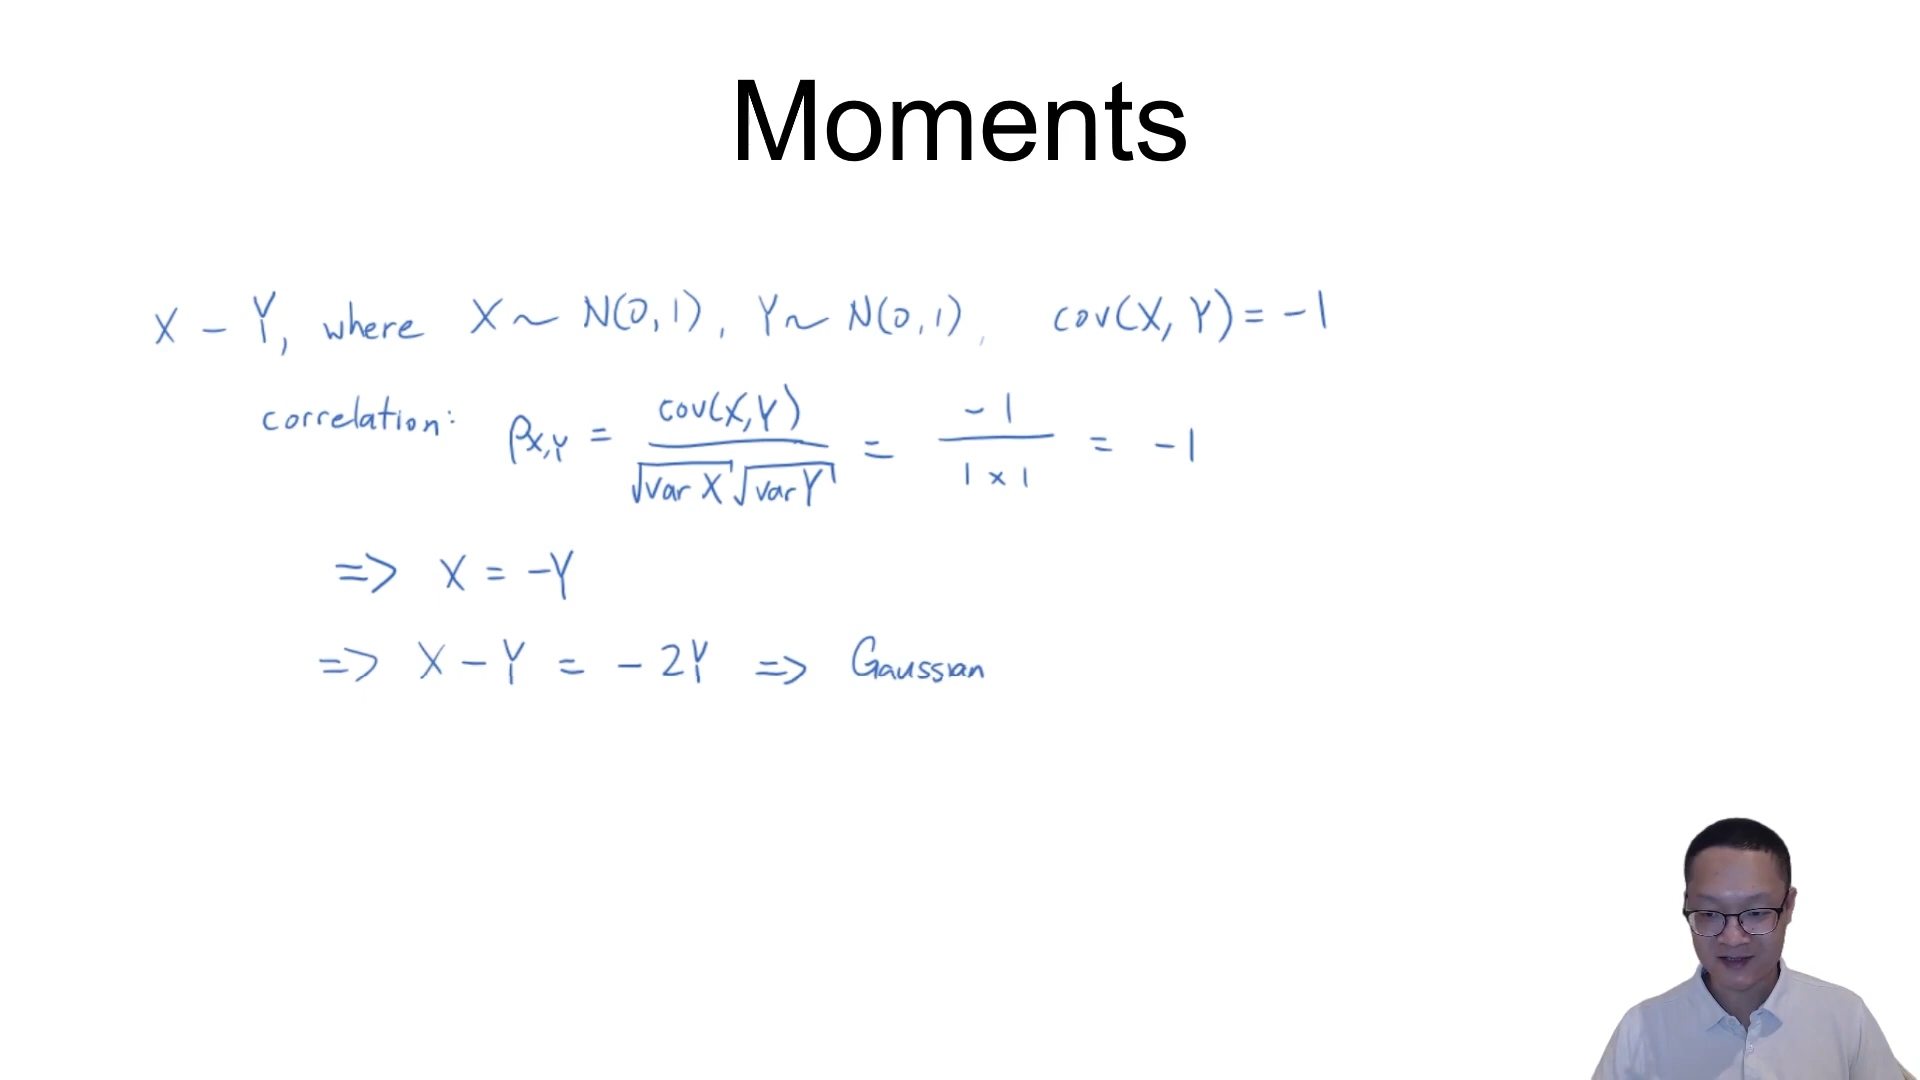 Moments
X - Y, where X ~ N(0,1), Y ~ N(0,1), cov(X, Y) = -1
correlation: ρX,Y = cov(X,Y) / √var X √var Y = -1 / 1 × 1 = -1
=> X = -Y
=> X - Y = - 2Y => Gaussian